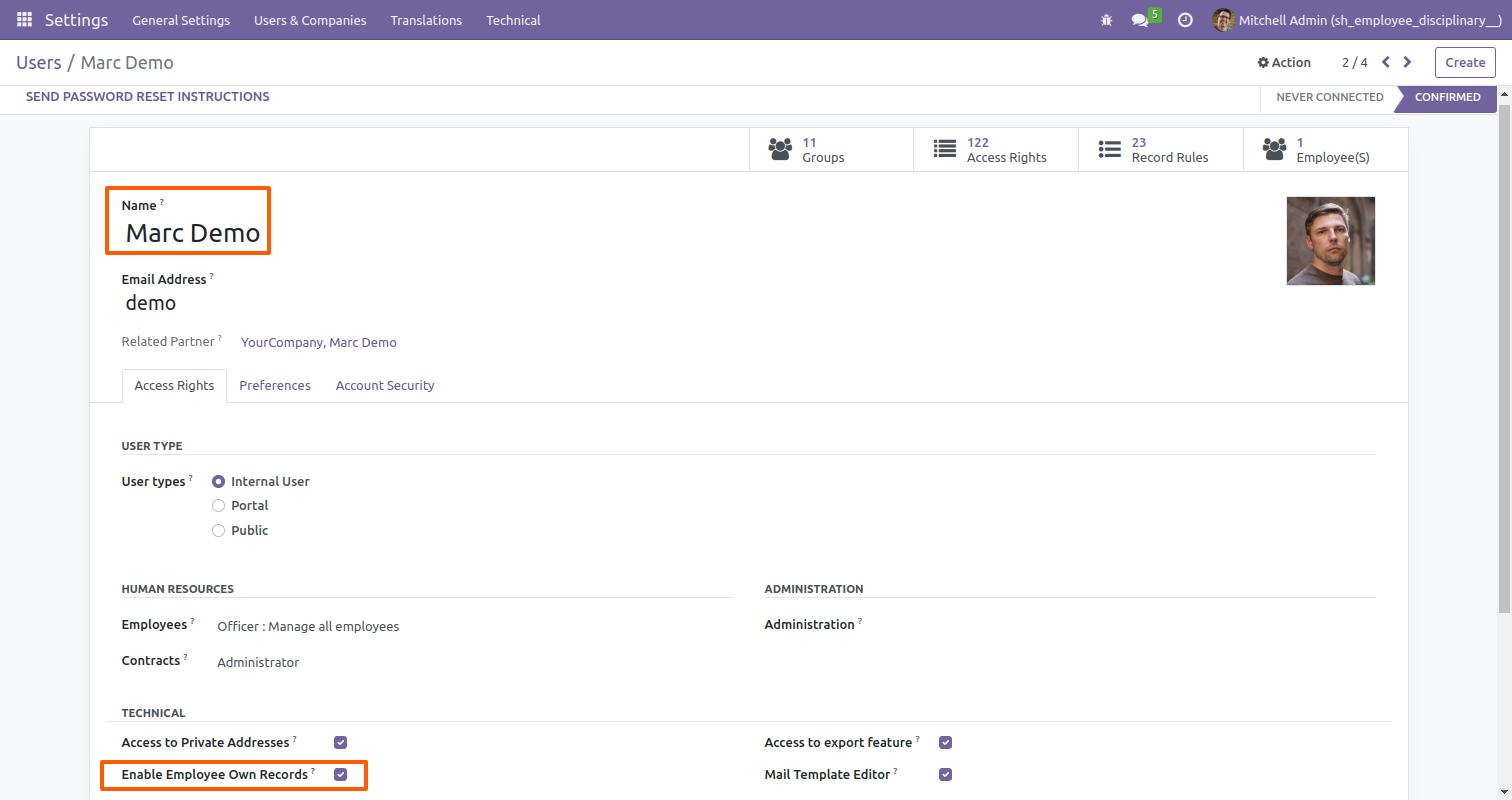 Settings General Settings Users & Companies Translations Technical 5 Mitchell Admin (sh_employee_disciplinary__)
Users / Marc Demo Action 2 / 4 Create
SEND PASSWORD RESET INSTRUCTIONS NEVER CONNECTED CONFIRMED
11 Groups
122 Access Rights
23 Record Rules
1 Employee(S)
Name ?
Marc Demo
Email Address ?
demo
Related Partner ? YourCompany, Marc Demo
Access Rights Preferences Account Security
USER TYPE
User types ? Internal User
Portal
Public
HUMAN RESOURCES ADMINISTRATION
Employees ? Officer : Manage all employees Administration ?
Contracts ? Administrator
TECHNICAL
Access to Private Addresses ? Access to export feature ?
Enable Employee Own Records ? Mail Template Editor ?